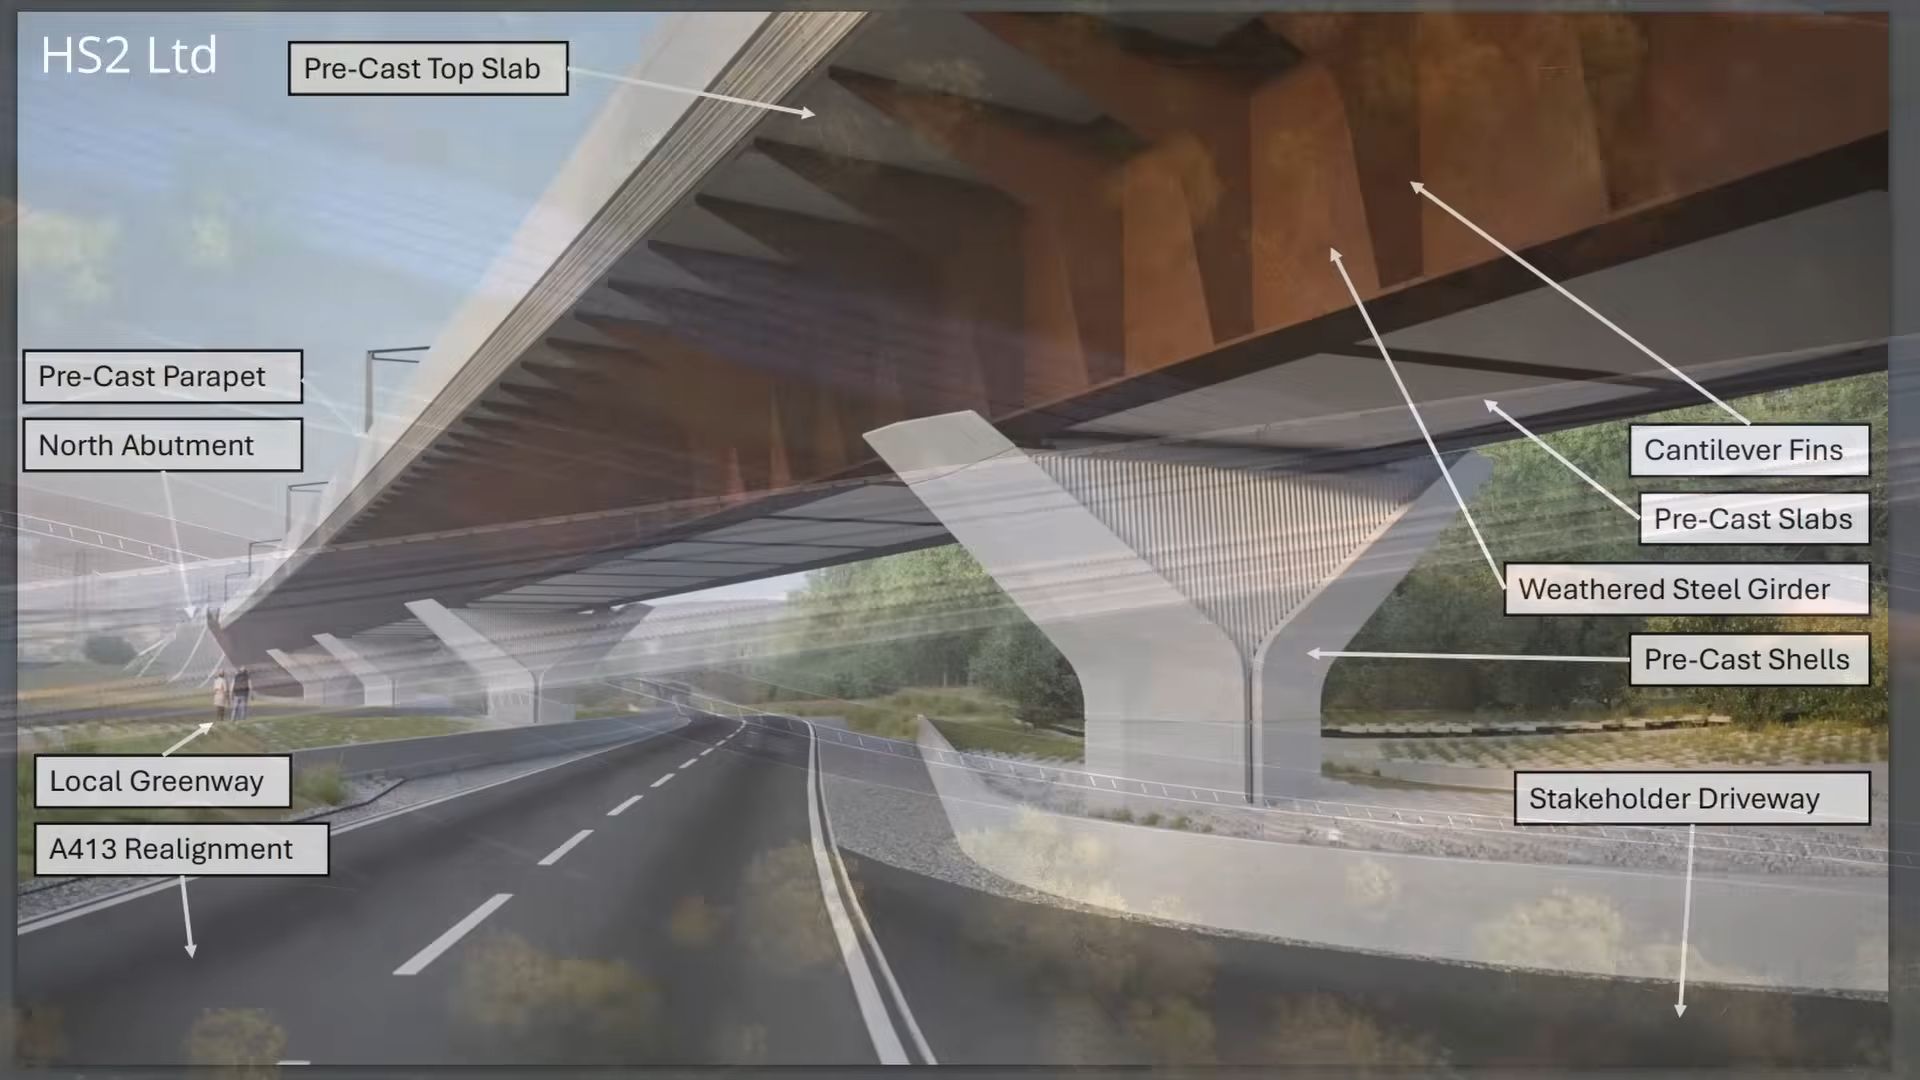 HS2 Ltd
Pre-Cast Top Slab
Pre-Cast Parapet
North Abutment
Cantilever Fins
Pre-Cast Slabs
Weathered Steel Girder
Pre-Cast Shells
Local Greenway
Stakeholder Driveway
A413 Realignment